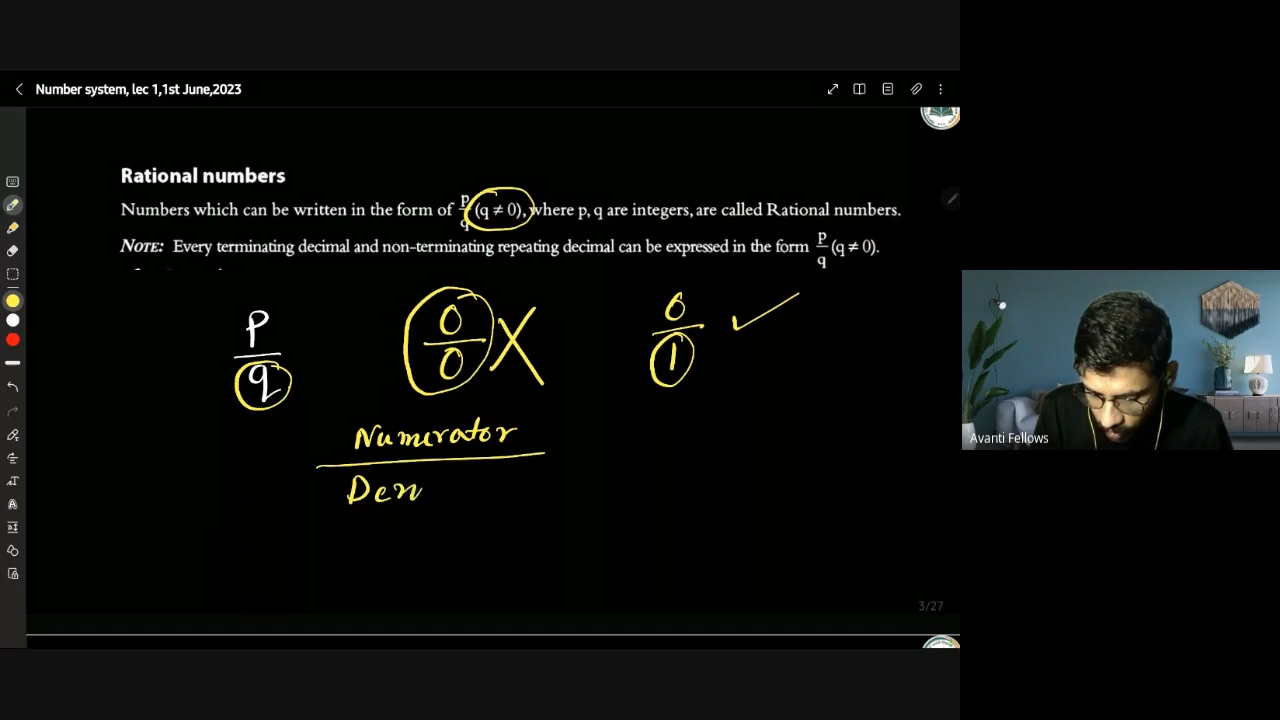 Number system, lec 1,1st June,2023
Rational numbers
Numbers which can be written in the form of p/q (q ≠ 0), where p, q are integers, are called Rational numbers.
NOTE: Every terminating decimal and non-terminating repeating decimal can be expressed in the form p/q (q ≠ 0).
p/q 0/0 X 0/1 ✓
Numerator
Den
Avanti Fellows
3/27